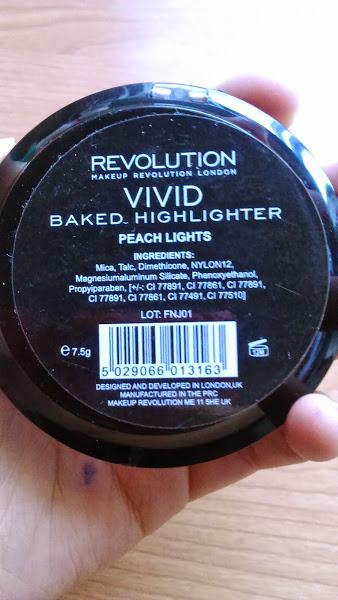 REVOLUTION
MAKEUP REVOLUTION LONDON
VIVID
BAKED HIGHLIGHTER
PEACH LIGHTS
INGREDIENTS:
Mica, Talc, Dimethicone, NYLON12,
Magnesiumaluminum Silicate, Phenoxyethanol,
Propylparaben, [+/-: CI 77891, CI 77861, CI 77891,
CI 77891, CI 77861, CI 77491, CI 77510]
LOT: FNJ01
e 7.5g
12M
5 029066 013163
DESIGNED AND DEVELOPED IN LONDON,UK
MANUFACTURED IN THE PRC
MAKEUP REVOLUTION ME 11 5HE UK